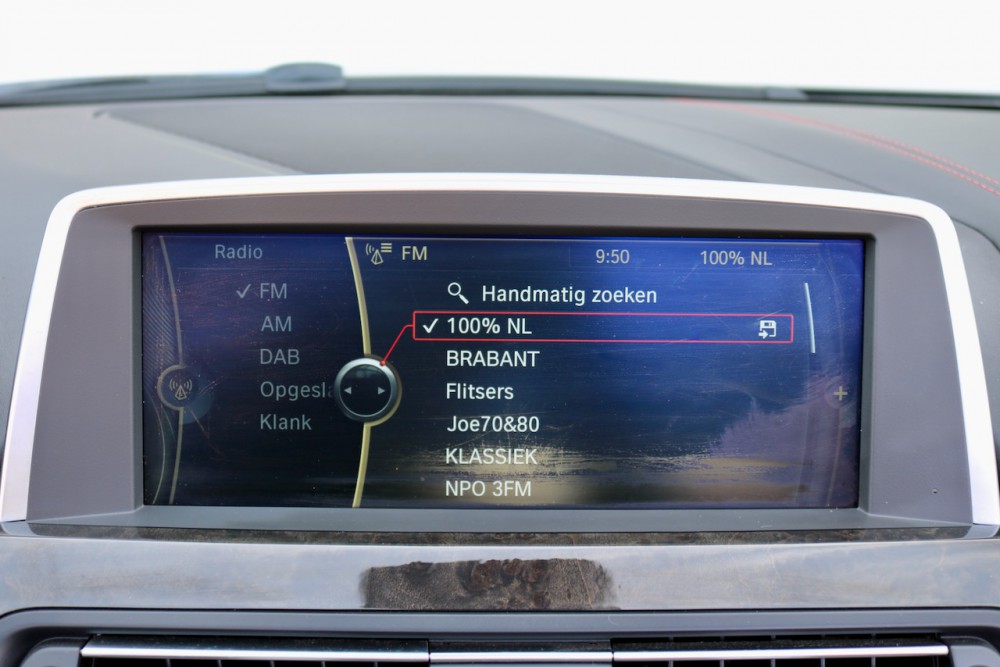 Radio
FM
AM
DAB
Klank
FM 9:50 100% NL
Handmatig zoeken
100% NL
BRABANT
Flitsers
Joe70&80
KLASSIEK
NPO 3FM